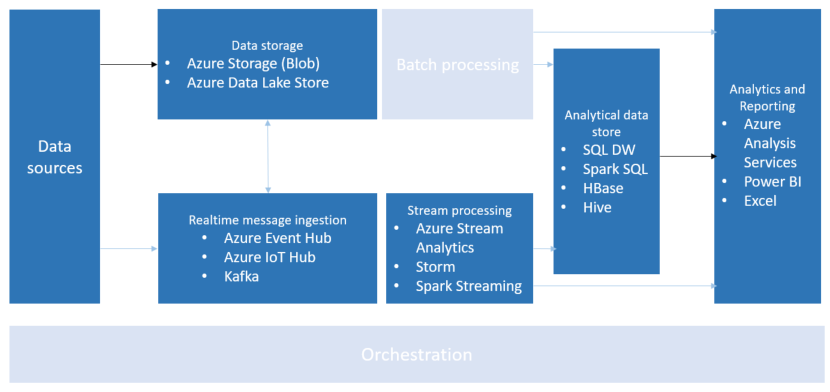 Data
sources
Data storage
• Azure Storage (Blob)
• Azure Data Lake Store
Batch processing
Realtime message ingestion
• Azure Event Hub
• Azure IoT Hub
• Kafka
Stream processing
• Azure Stream
Analytics
• Storm
• Spark Streaming
Analytical data
store
• SQL DW
• Spark SQL
• HBase
• Hive
Analytics and
Reporting
• Azure
Analysis
Services
• Power BI
• Excel
Orchestration